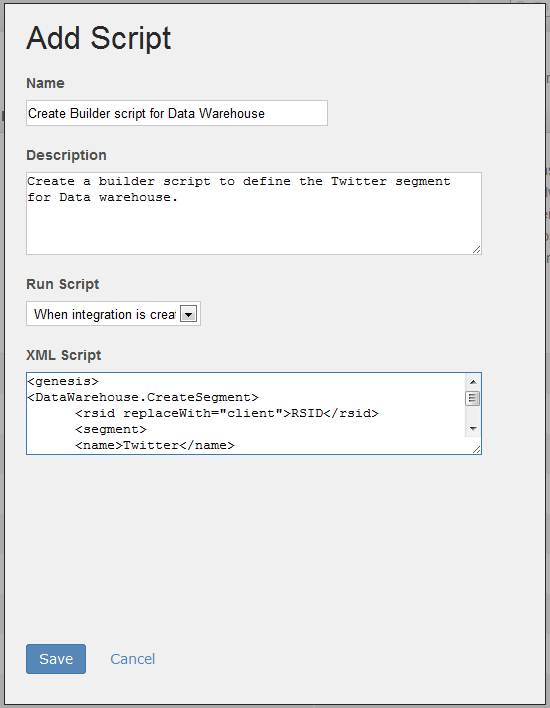 Add Script
Name
Create Builder script for Data Warehouse
Description
Create a builder script to define the Twitter segment
for Data warehouse.
Run Script
When integration is crea
XML Script
<genesis>
<DataWarehouse.CreateSegment>
<rsid replaceWith="client">RSID</rsid>
<segment>
<name>Twitter</name>
Save
Cancel